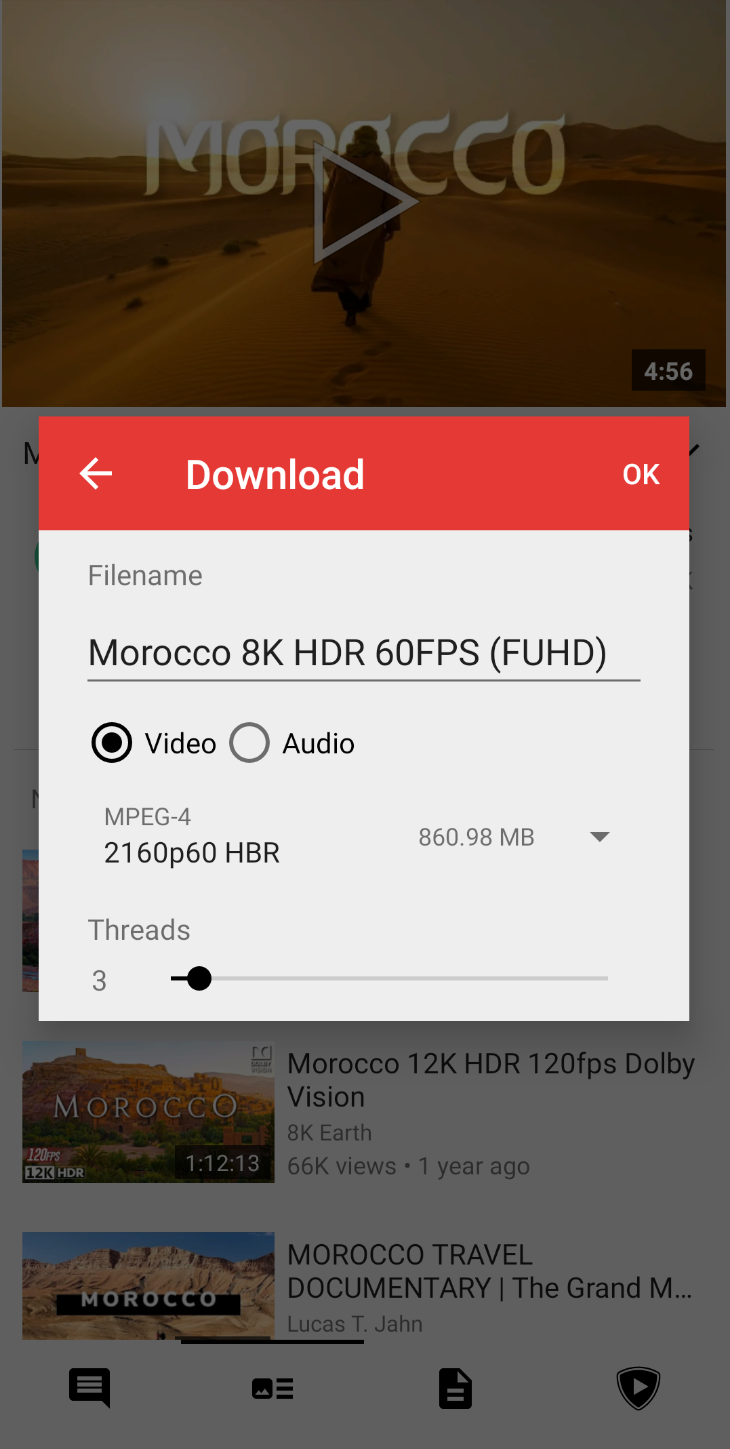 MOROCCO
4:56
M
Download
OK
Filename
Morocco 8K HDR 60FPS (FUHD)
Video
Audio
MPEG-4
2160p60 HBR
860.98 MB
Threads
3
Morocco 12K HDR 120fps Dolby
Vision
8K Earth
66K views • 1 year ago
MOROCCO
120FPS
12K HDR
1:12:13
MOROCCO TRAVEL
DOCUMENTARY | The Grand M...
Lucas T. Jahn
MOROCCO